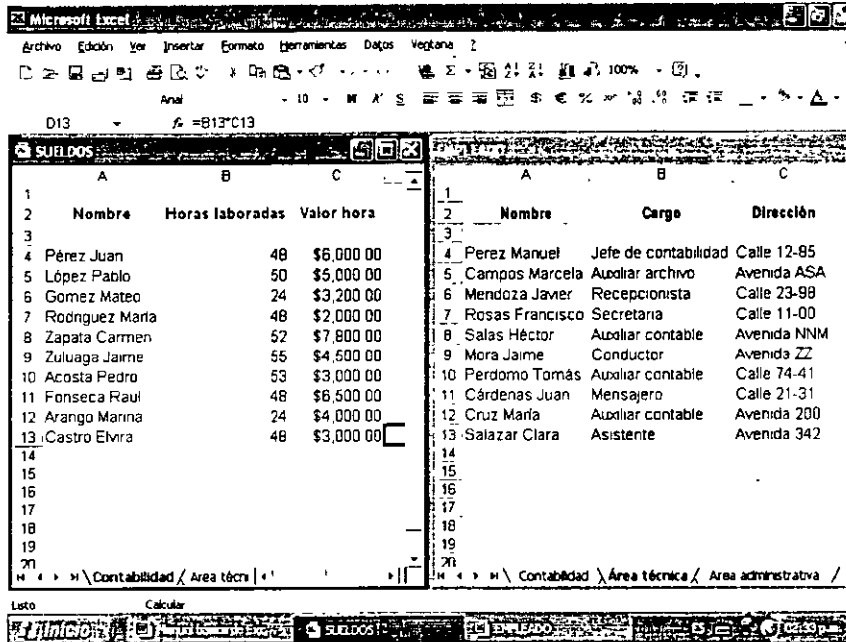 Microsoft Excel
Archivo Edición Ver Insertar Formato Herramientas Datos Ventana ?
100%
Arial 10 N K S $ € %
D13 fx =B13*C13
SUELDOS
A B C
1
2 Nombre Horas laboradas Valor hora
3
4 Pérez Juan 48 $6,000 00
5 López Pablo 50 $5,000 00
6 Gomez Mateo 24 $3,200 00
7 Rodriguez María 48 $2,000 00
8 Zapata Carmen 52 $7,800 00
9 Zuluaga Jaime 55 $4,500 00
10 Acosta Pedro 53 $3,000 00
11 Fonseca Raul 48 $6,500 00
12 Arango Marina 24 $4,000 00
13 Castro Elvira 48 $3,000 00
14
15
16
17
18
19
20
Contabilidad Area técni
A B C
1
2 Nombre Cargo Dirección
3
4 Perez Manuel Jefe de contabilidad Calle 12-85
5 Campos Marcela Auxiliar archivo Avenida ASA
6 Mendoza Javier Recepcionista Calle 23-98
7 Rosas Francisco Secretaria Calle 11-00
8 Salas Héctor Auxiliar contable Avenida NNM
9 Mora Jaime Conductor Avenida ZZ
10 Perdomo Tomás Auxiliar contable Calle 74-41
11 Cárdenas Juan Mensajero Calle 21-31
12 Cruz María Auxiliar contable Avenida 200
13 Salazar Clara Asistente Avenida 342
14
15
16
17
18
19
20
Contabilidad Área técnica Area administrativa
Listo Calcular
Inicio SUELDOS EMPLEADO